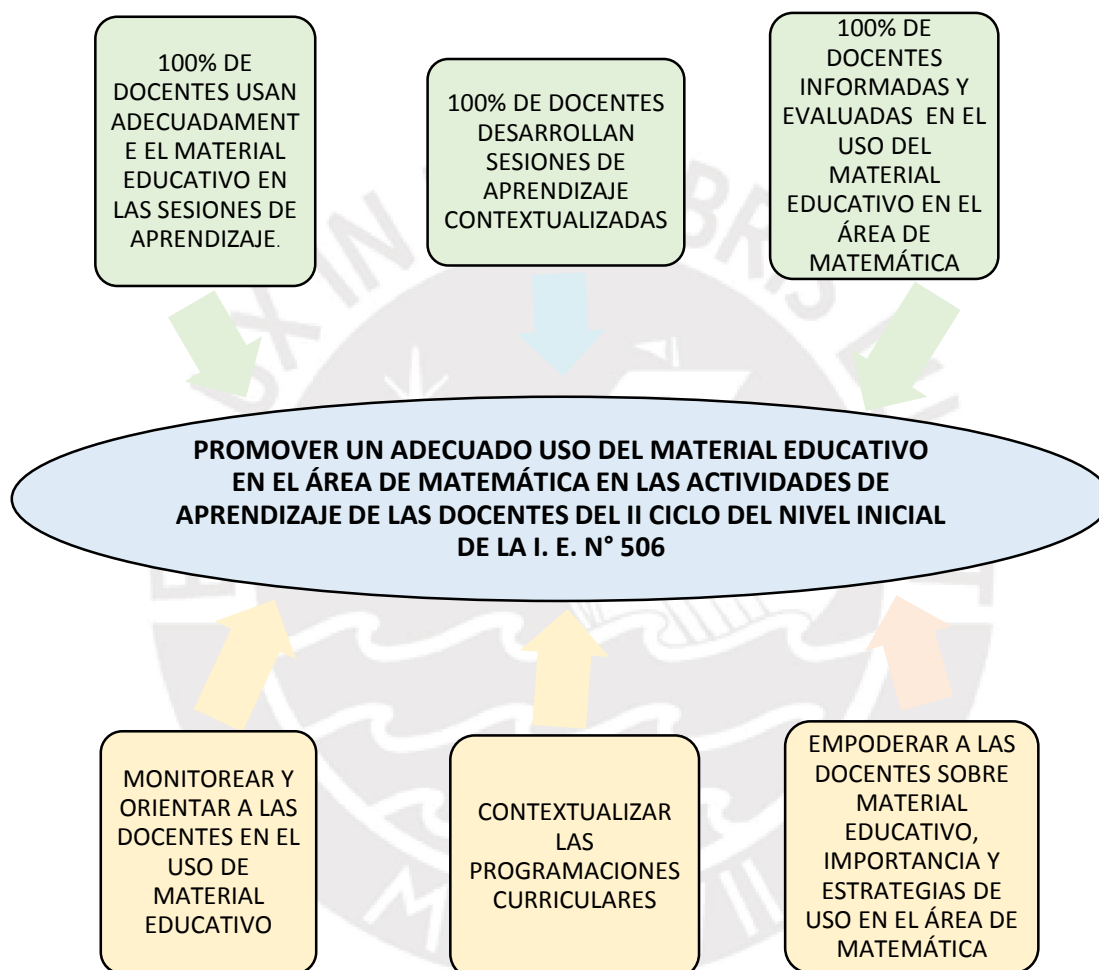 100% DE
DOCENTES USAN
ADECUADAMENT
E EL MATERIAL
EDUCATIVO EN
LAS SESIONES DE
APRENDIZAJE.
100% DE DOCENTES
DESARROLLAN
SESIONES DE
APRENDIZAJE
CONTEXTUALIZADAS
100% DE
DOCENTES
INFORMADAS Y
EVALUADAS EN EL
USO DEL
MATERIAL
EDUCATIVO EN EL
ÁREA DE
MATEMÁTICA
PROMOVER UN ADECUADO USO DEL MATERIAL EDUCATIVO
EN EL ÁREA DE MATEMÁTICA EN LAS ACTIVIDADES DE
APRENDIZAJE DE LAS DOCENTES DEL II CICLO DEL NIVEL INICIAL
DE LA I. E. N° 506
MONITOREAR Y
ORIENTAR A LAS
DOCENTES EN EL
USO DE
MATERIAL
EDUCATIVO
CONTEXTUALIZAR
LAS
PROGRAMACIONES
CURRICULARES
EMPODERAR A LAS
DOCENTES SOBRE
MATERIAL
EDUCATIVO,
IMPORTANCIA Y
ESTRATEGIAS DE
USO EN EL ÁREA DE
MATEMÁTICA